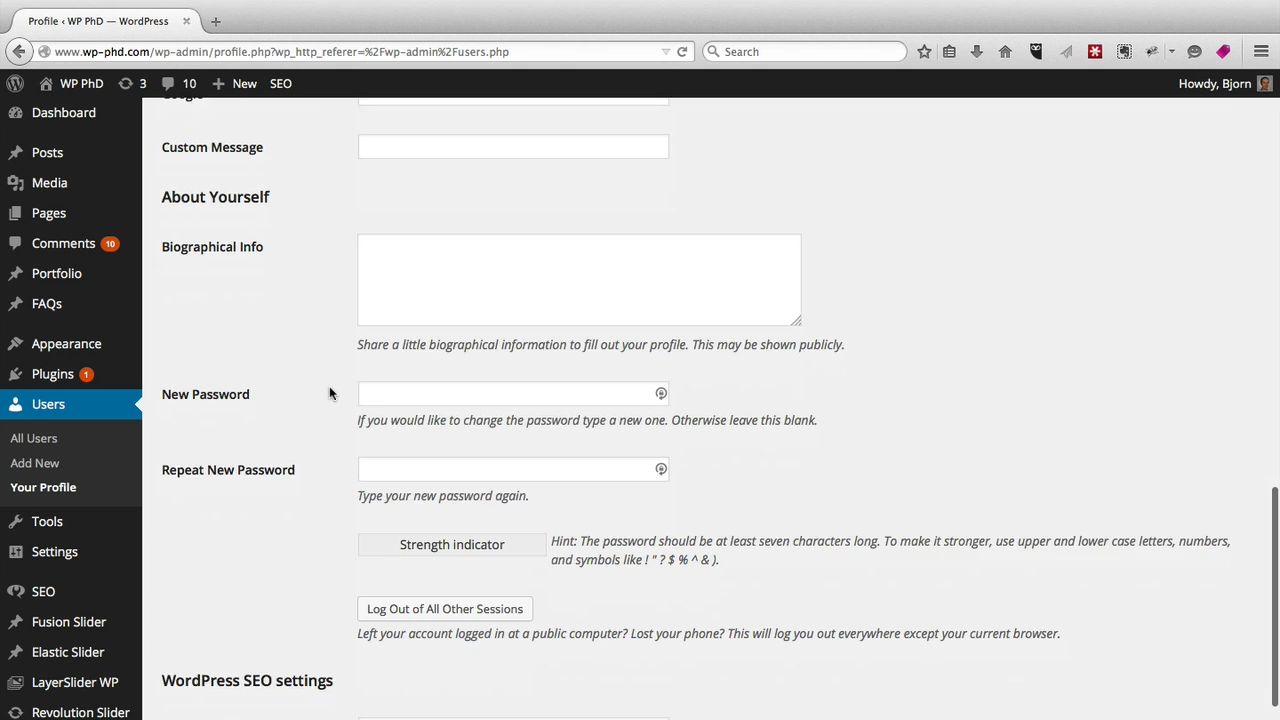 Profile ‹ WP PhD — WordPress
www.wp-phd.com/wp-admin/profile.php?wp_http_referer=%2Fwp-admin%2Fusers.php
Search
WP PhD
3
10
New
SEO
Howdy, Bjorn
Dashboard
Posts
Media
Pages
Comments 10
Portfolio
FAQs
Appearance
Plugins 1
Users
All Users
Add New
Your Profile
Tools
Settings
SEO
Fusion Slider
Elastic Slider
LayerSlider WP
Revolution Slider
Custom Message
About Yourself
Biographical Info
Share a little biographical information to fill out your profile. This may be shown publicly.
New Password
If you would like to change the password type a new one. Otherwise leave this blank.
Repeat New Password
Type your new password again.
Strength indicator
Hint: The password should be at least seven characters long. To make it stronger, use upper and lower case letters, numbers,
and symbols like ! " ? $ % ^ & ).
Log Out of All Other Sessions
Left your account logged in at a public computer? Lost your phone? This will log you out everywhere except your current browser.
WordPress SEO settings